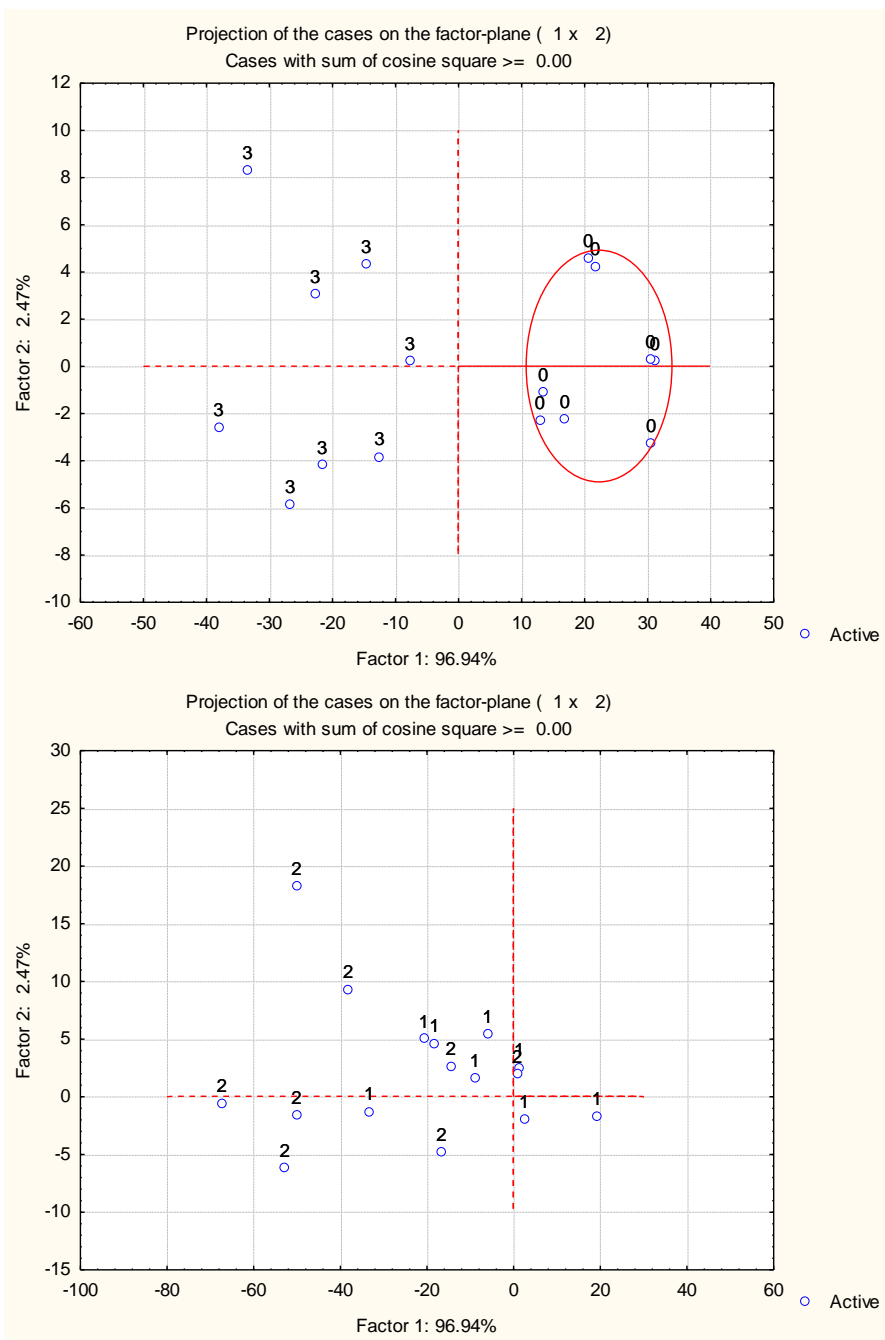 Projection of the cases on the factor-plane ( 1 x 2)
Cases with sum of cosine square >= 0.00
12
10
8
6
4
2
0
-2
-4
-6
-8
-10
Factor 2: 2.47%
3
3
3
3
3
3
3
3
0
0
0
0
0
0
0
0
-60 -50 -40 -30 -20 -10 0 10 20 30 40 50
Factor 1: 96.94%
Active
Projection of the cases on the factor-plane ( 1 x 2)
Cases with sum of cosine square >= 0.00
30
25
20
15
10
5
0
-5
-10
-15
Factor 2: 2.47%
2
2
1 1 1
2 1 1
2
2 2 1 1 1
2 2
-100 -80 -60 -40 -20 0 20 40 60
Factor 1: 96.94%
Active